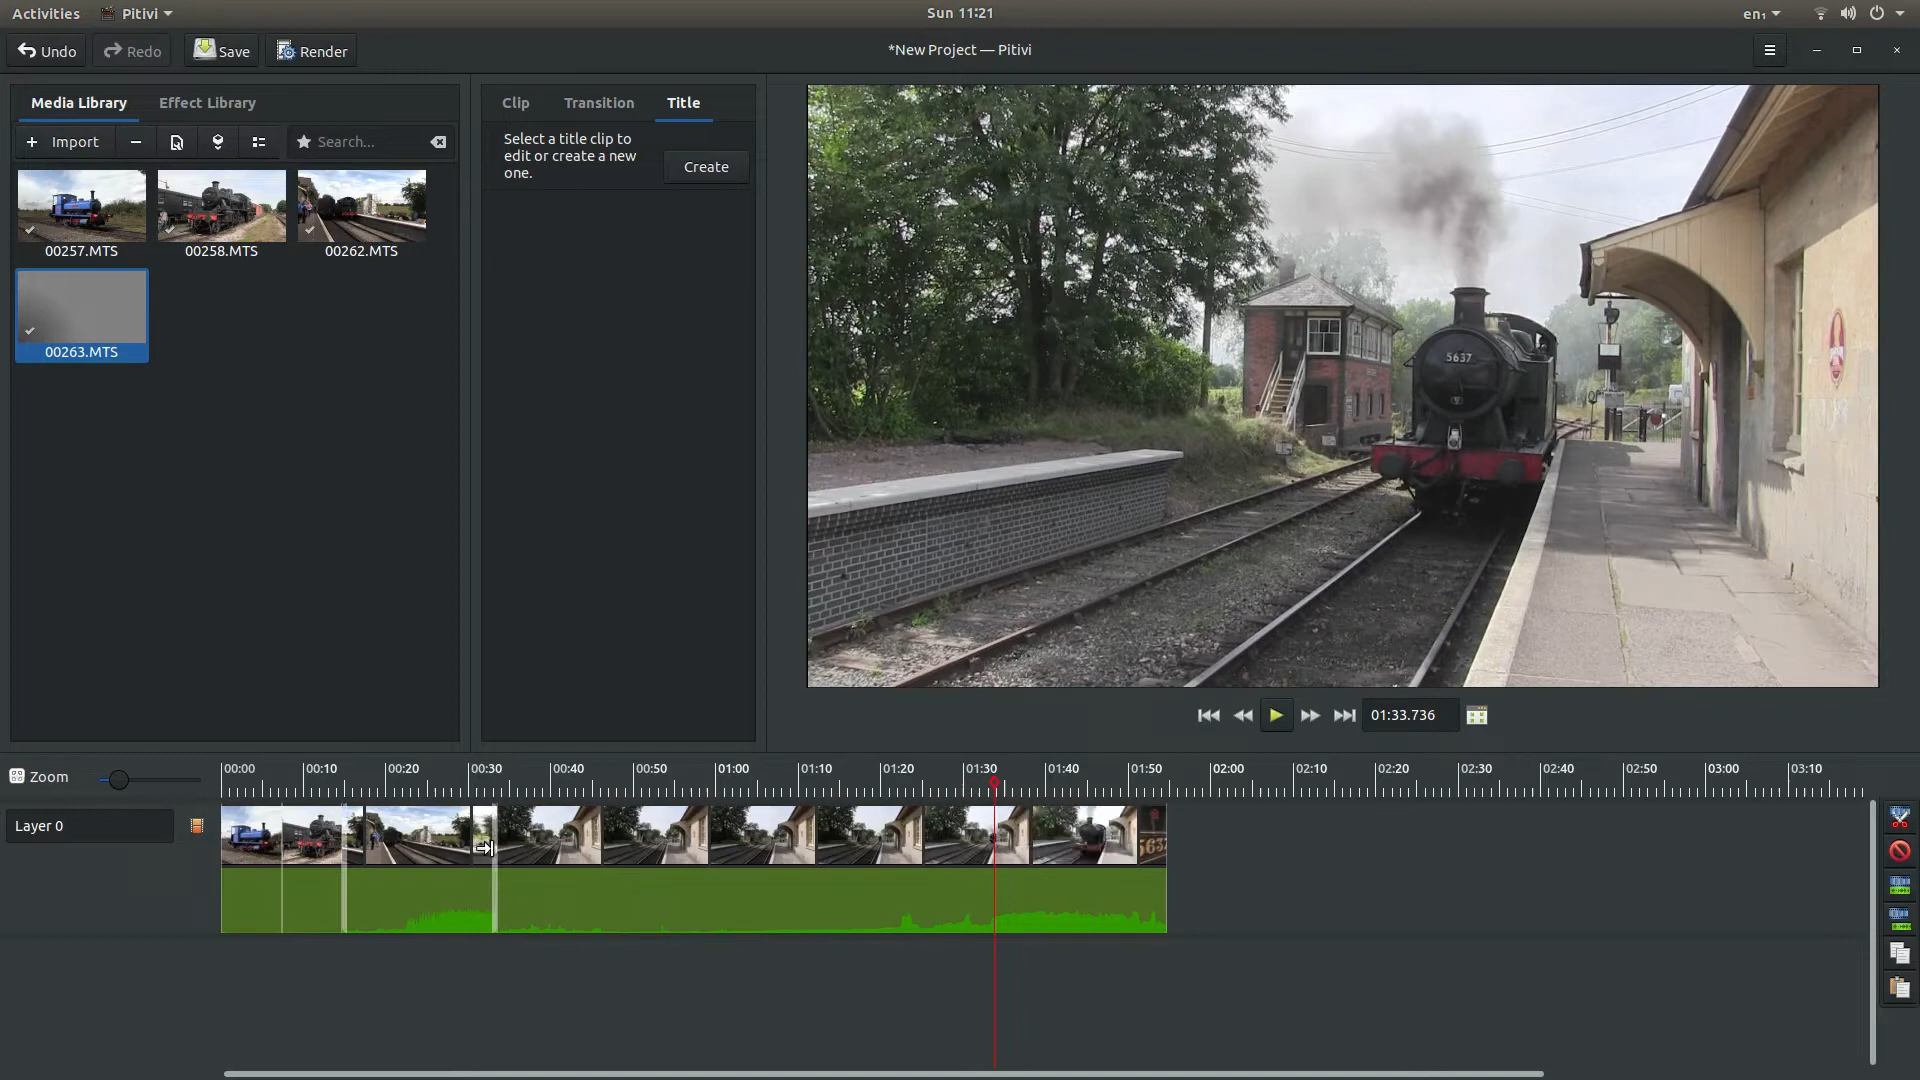 Activities
Pitivi
Sun 11:21
en₁
Undo
Redo
Save
Render
*New Project — Pitivi
Media Library
Effect Library
Import
Search...
00257.MTS
00258.MTS
00262.MTS
00263.MTS
Clip
Transition
Title
Select a title clip to
edit or create a new
one.
Create
5637
01:33.736
Zoom
00:00
00:10
00:20
00:30
00:40
00:50
01:00
01:10
01:20
01:30
01:40
01:50
02:00
02:10
02:20
02:30
02:40
02:50
03:00
03:10
Layer 0
5637